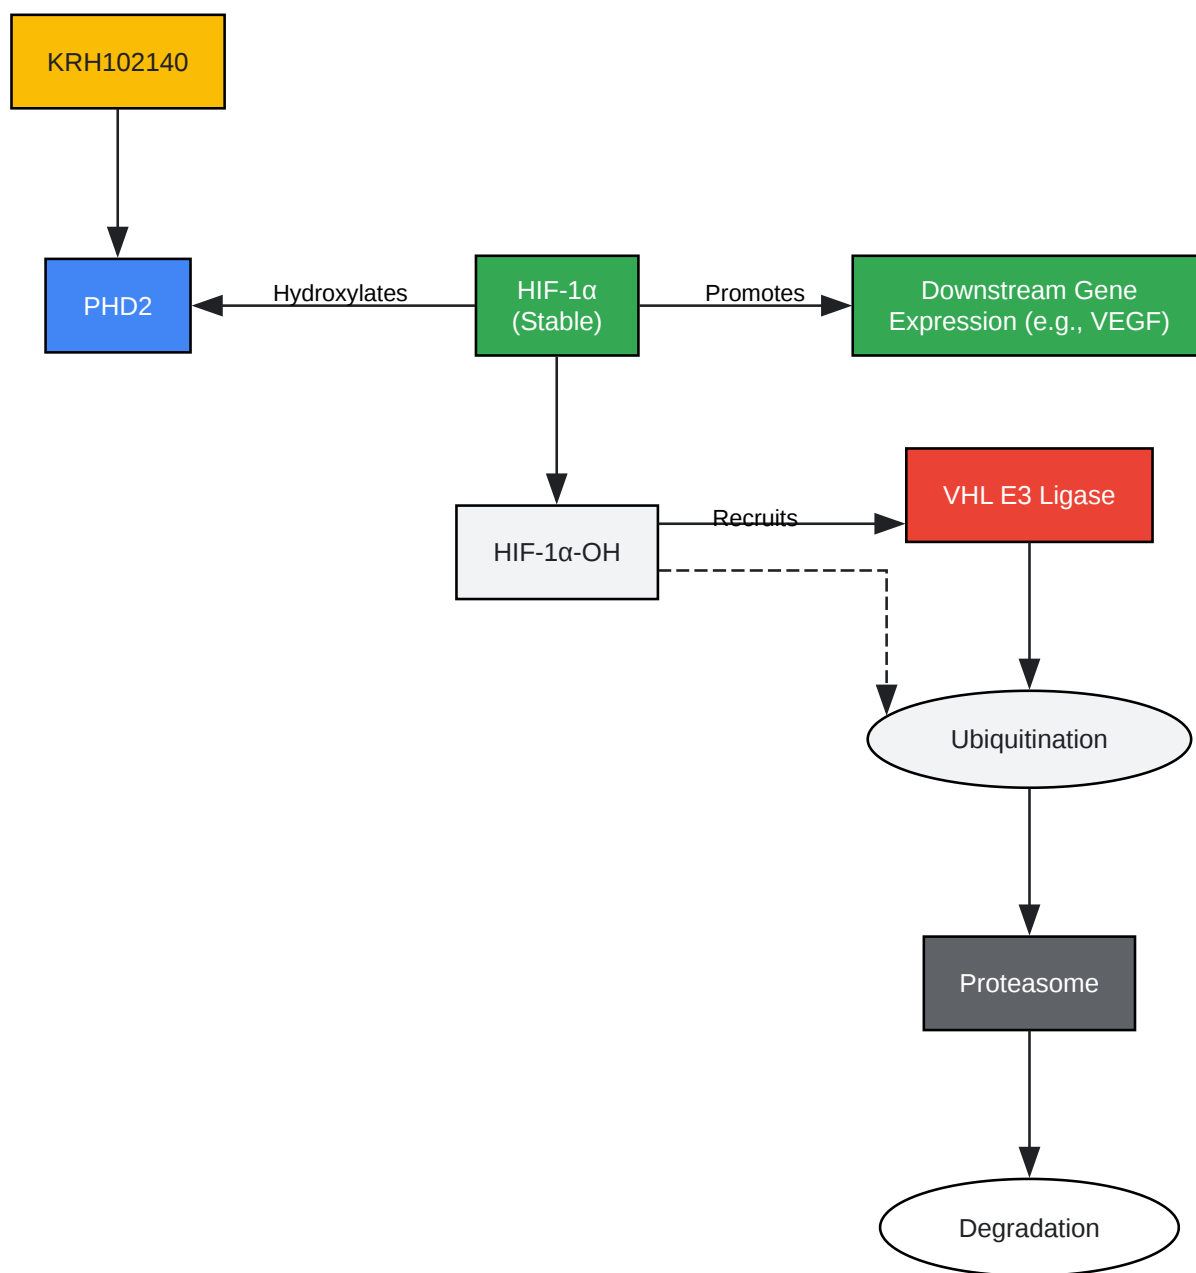 KRH102140
PHD2
Hydroxylates
HIF-1α
(Stable)
Promotes
Downstream Gene
Expression (e.g., VEGF)
HIF-1α-OH
Recruits
VHL E3 Ligase
Ubiquitination
Proteasome
Degradation